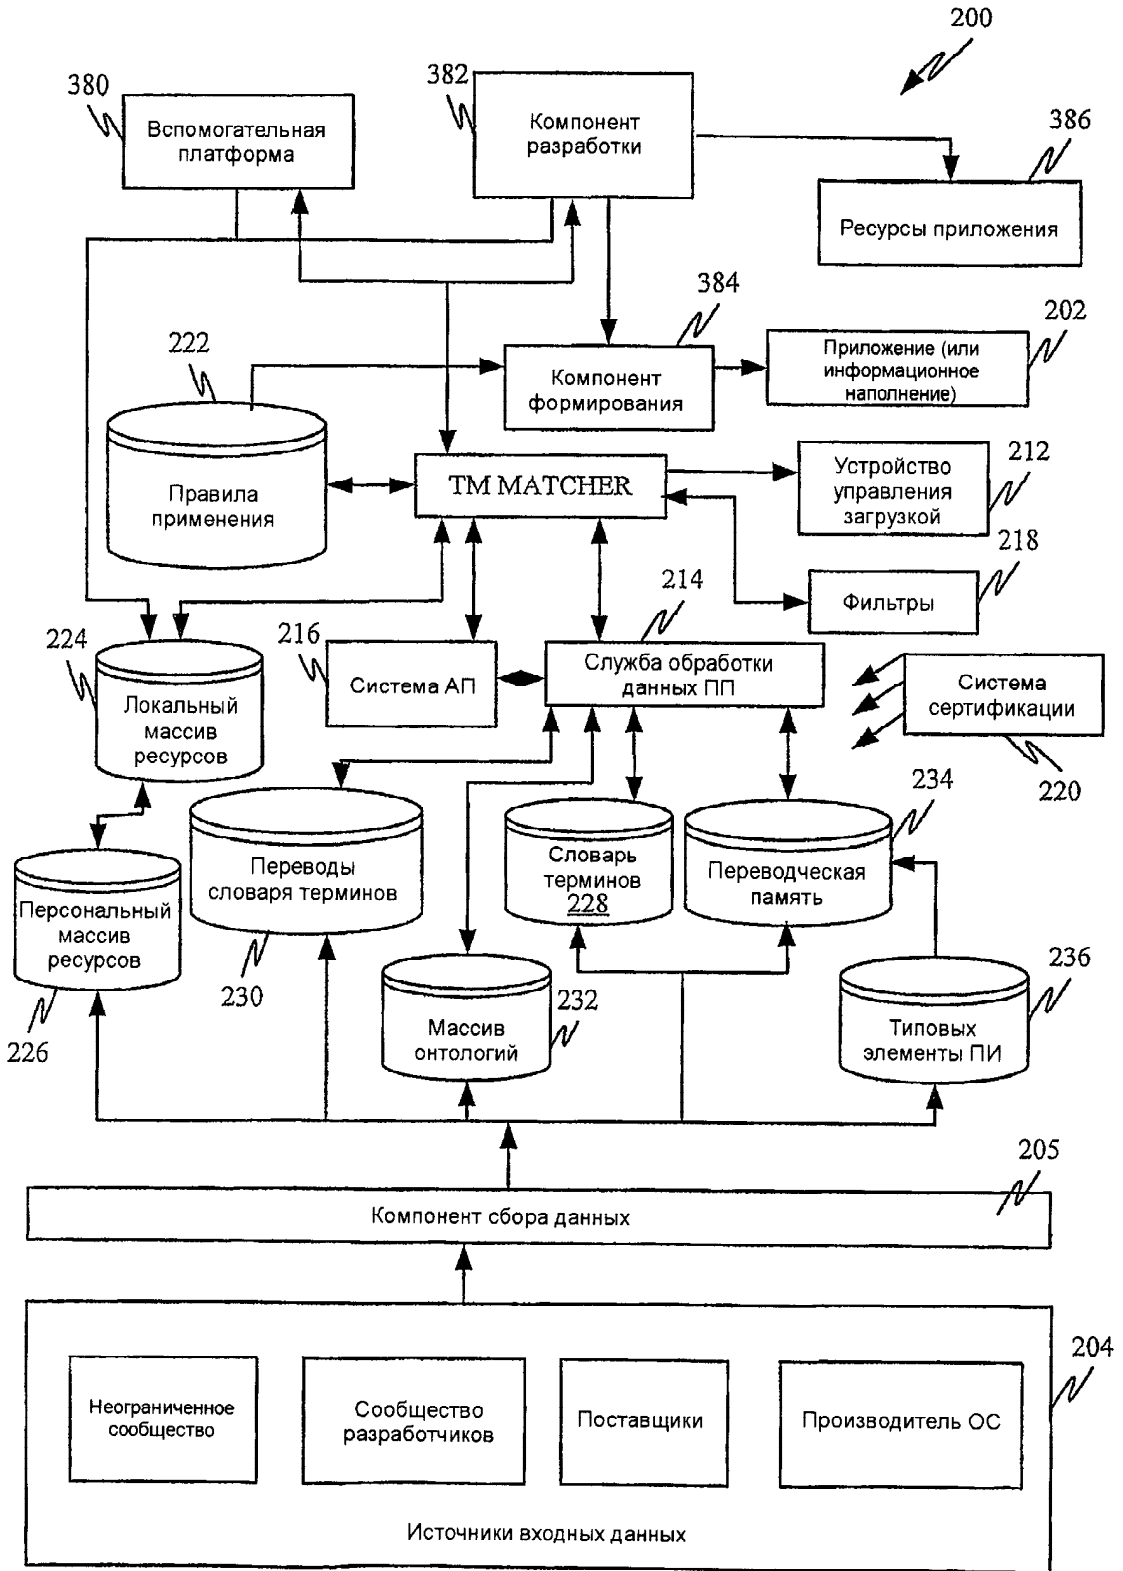 200
380
382
386
Вспомогательная
платформа
Компонент
разработки
Ресурсы приложения
384
202
222
Компонент
формирования
Приложение (или
информационное
наполнение)
Правила
применения
TM MATCHER
Устройство
управления
загрузкой
212
218
Фильтры
214
224
216
Локальный
массив
ресурсов
Система АП
Служба обработки
данных ПП
Система
сертификации
220
234
Персональный
массив
ресурсов
Переводы
словаря терминов
Словарь
терминов
228
Переводческая
память
226
230
232
236
Массив
онтологий
Типовых
элементы ПИ
205
Компонент сбора данных
204
Неограниченное
сообщество
Сообщество
разработчиков
Поставщики
Производитель ОС
Источники входных данных